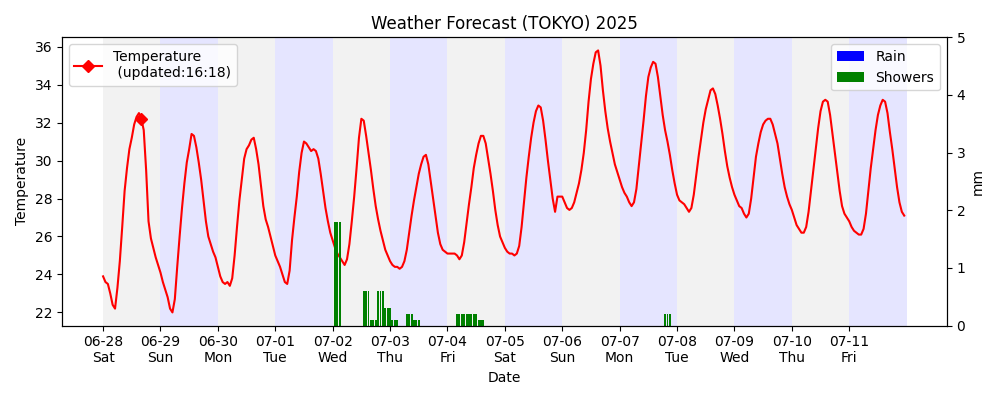 Weather Forecast (TOKYO) 2025
Temperature
(updated:16:18)
Rain
Showers
36
34
32
30
28
26
24
22
Temperature
5
4
3
2
1
0
mm
06-28 06-29 06-30 07-01 07-02 07-03 07-04 07-05 07-06 07-07 07-08 07-09 07-10 07-11
Sat Sun Mon Tue Wed Thu Fri Sat Sun Mon Tue Wed Thu Fri
Date